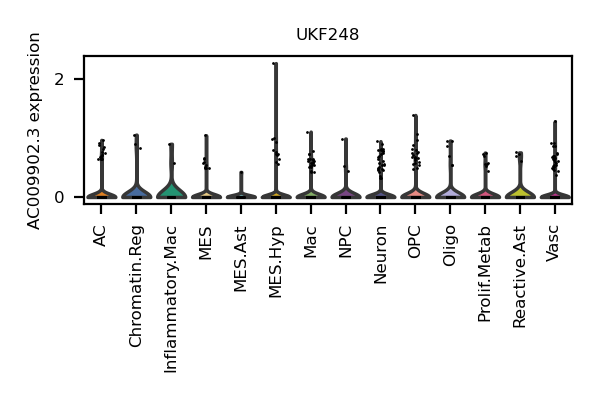 UKF248
AC009902.3 expression
2
0
AC
Chromatin.Reg
Inflammatory.Mac
MES
MES.Ast
MES.Hyp
Mac
NPC
Neuron
OPC
Oligo
Prolif.Metab
Reactive.Ast
Vasc